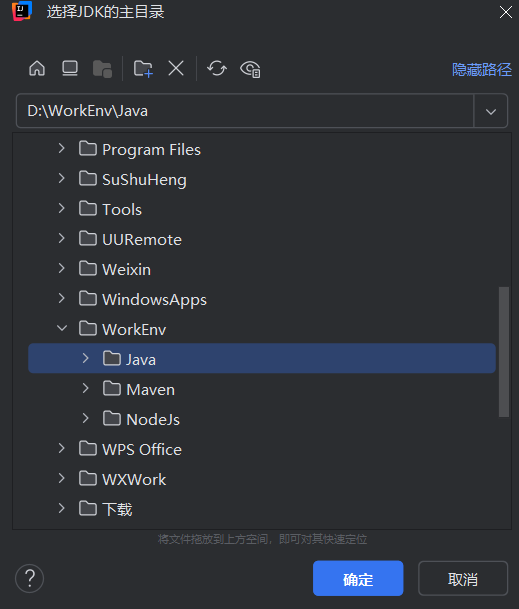 选择JDK的主目录
隐藏路径
D:\WorkEnv\Java
Program Files
SuShuHeng
Tools
UURemote
Weixin
WindowsApps
WorkEnv
Java
Maven
NodeJs
WPS Office
WXWork
下载
将文件拖放到上方空间，即可对其快速定位
?
确定
取消